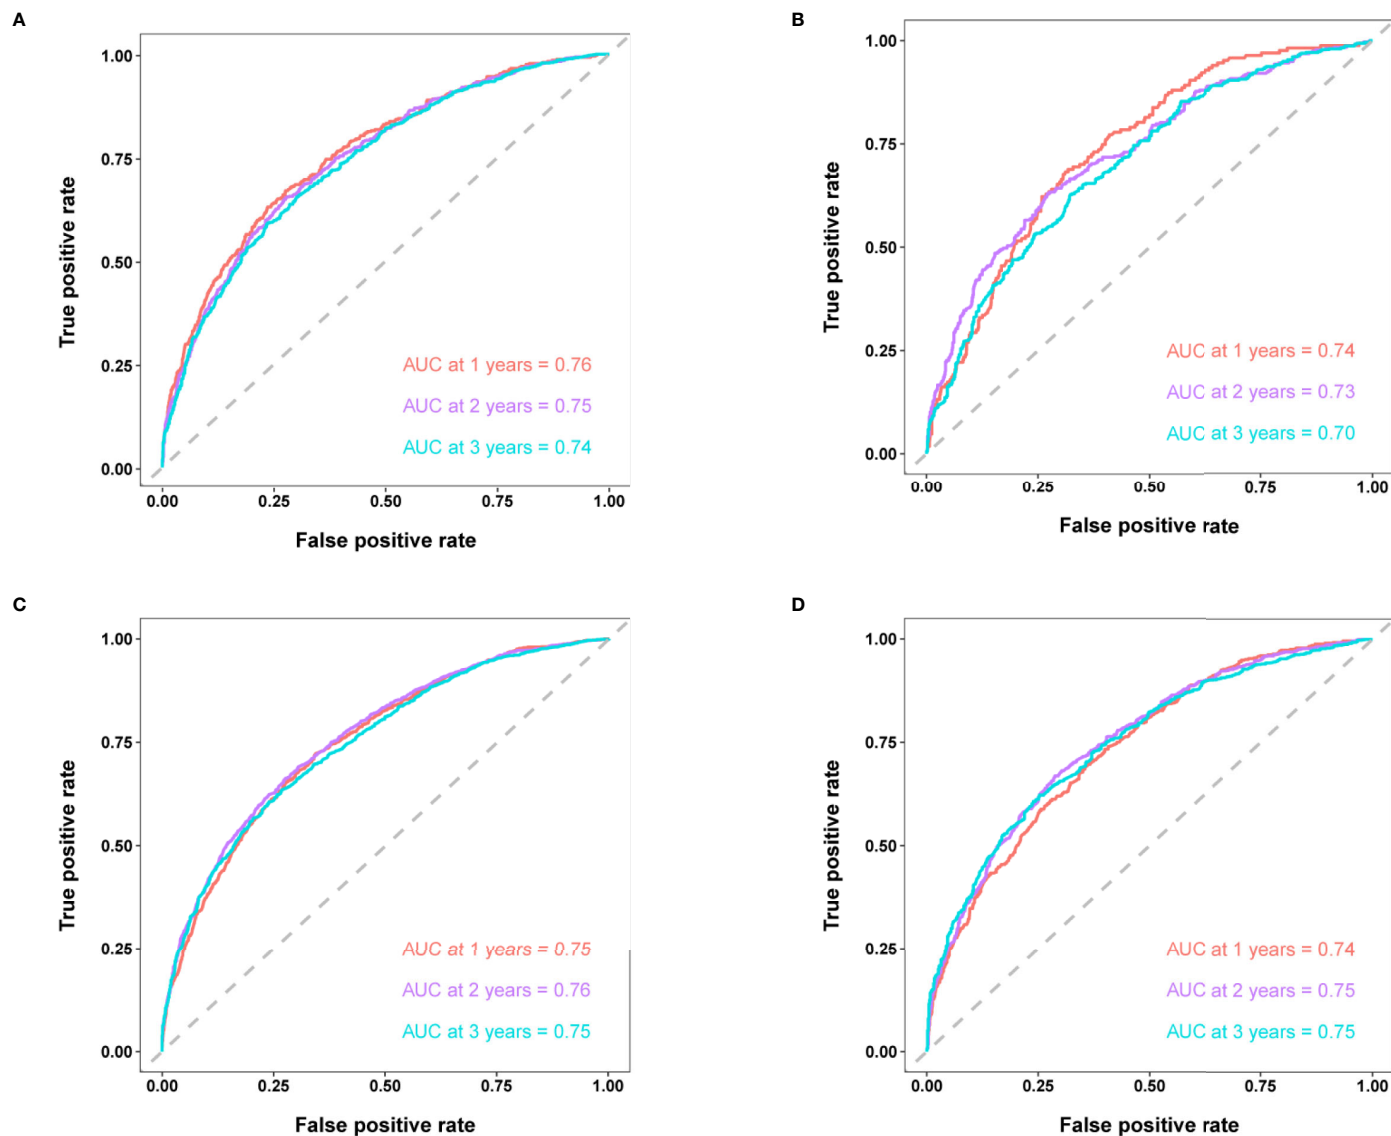 A
1.00
0.75
0.50
0.25
0.00
True positive rate
AUC at 1 years = 0.76
AUC at 2 years = 0.75
AUC at 3 years = 0.74
0.00 0.25 0.50 0.75 1.00
False positive rate
B
1.00
0.75
0.50
0.25
0.00
True positive rate
AUC at 1 years = 0.74
AUC at 2 years = 0.73
AUC at 3 years = 0.70
0.00 0.25 0.50 0.75 1.00
False positive rate
C
1.00
0.75
0.50
0.25
0.00
True positive rate
AUC at 1 years = 0.75
AUC at 2 years = 0.76
AUC at 3 years = 0.75
0.00 0.25 0.50 0.75 1.00
False positive rate
D
1.00
0.75
0.50
0.25
0.00
True positive rate
AUC at 1 years = 0.74
AUC at 2 years = 0.75
AUC at 3 years = 0.75
0.00 0.25 0.50 0.75 1.00
False positive rate